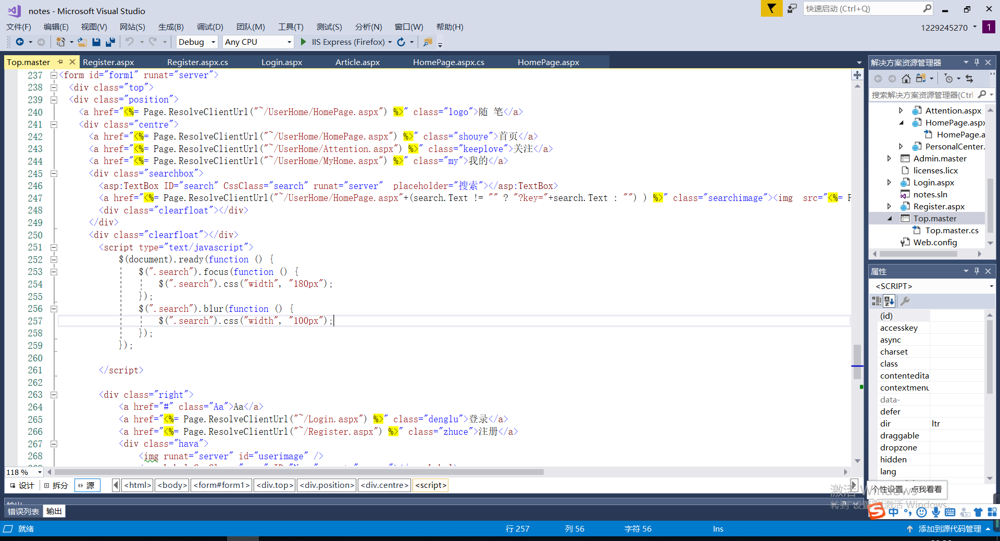 notes - Microsoft Visual Studio
快速启动 (Ctrl+Q)
文件(F) 编辑(E) 视图(V) 网站(S) 生成(B) 调试(D) 团队(M) 工具(T) 测试(S) 分析(N) 窗口(W) 帮助(H)
1229245270 1
Debug Any CPU IIS Express (Firefox)
Top.master Register.aspx Register.aspx.cs Login.aspx Article.aspx HomePage.aspx.cs HomePage.aspx
237 <form id="form1" runat="server">
238 <div class="top">
239 <div class="position">
240 <a href="<%= Page.ResolveClientUrl("~/UserHome/HomePage.aspx") %>" class="logo">随 笔</a>
241 <div class="centre">
242 <a href="<%= Page.ResolveClientUrl("~/UserHome/HomePage.aspx") %>" class="shouye">首页</a>
243 <a href="<%= Page.ResolveClientUrl("~/UserHome/Attention.aspx") %>" class="keeplove">关注</a>
244 <a href="<%= Page.ResolveClientUrl("~/UserHome/MyHome.aspx") %>" class="my">我的</a>
245 <div class="searchbox">
246 <asp:TextBox ID="search" CssClass="search" runat="server"  placeholder="搜索"></asp:TextBox>
247 <a href="<%= Page.ResolveClientUrl("~/UserHome/HomePage.aspx"+(search.Text != "" ? "?key="+search.Text : "") ) %>" class="searchimage"><img  src="<%= P
248 <div class="clearfloat"></div>
249 </div>
250 <div class="clearfloat"></div>
251 <script type="text/javascript">
252 $(document).ready(function () {
253 $(".search").focus(function () {
254 $(".search").css("width", "180px");
255 });
256 $(".search").blur(function () {
257 $(".search").css("width", "100px");
258 });
259 });
260
261 </script>
262
263 <div class="right">
264 <a href="#" class="Aa">Aa</a>
265 <a href="<%= Page.ResolveClientUrl("~/Login.aspx") %>" class="denglu">登录</a>
266 <a href="<%= Page.ResolveClientUrl("~/Register.aspx") %>" class="zhuce">注册</a>
267 <div class="hava">
268 <img runat="server" id="userimage" />
118 %
设计 拆分 源 <html> <body> <form#form1> <div.top> <div.position> <div.centre> <script>
输出
错误列表 输出
就绪 行 257 列 56 字符 56 Ins 添加到源代码管理
解决方案资源管理器
搜索解决方案资源管理器(Ctrl
Attention.aspx
HomePage.aspx
HomePage.a
PersonalCenter.
Admin.master
licenses.licx
Login.aspx
notes.sln
Register.aspx
Top.master
Top.master.cs
Web.config
属性
<SCRIPT>
(id)
accesskey
async
charset
class
contentedita
contextmenu
data-
defer
dir ltr
draggable
dropzone
hidden
lang
个性设置，点我看看
激活 Windows
转到"设置"以激活 Windows。
中